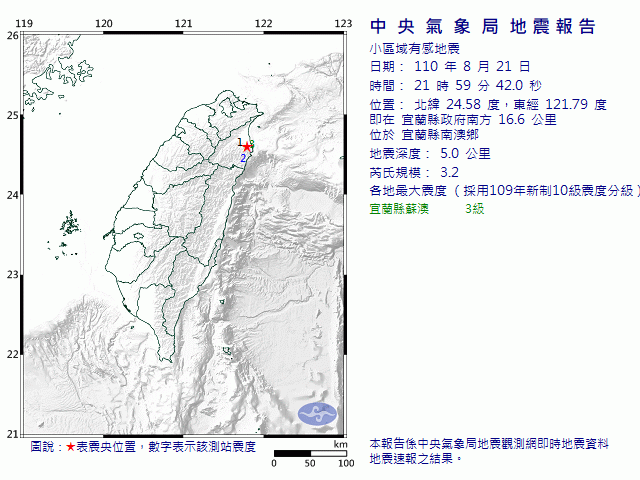 中央氣象局地震報告
小區域有感地震
日期： 110 年 8 月 21 日
時間： 21 時 59 分 42.0 秒
位置： 北緯 24.58 度，東經 121.79 度
即在 宜蘭縣政府南方 16.6 公里
位於 宜蘭縣南澳鄉
地震深度： 5.0 公里
芮氏規模： 3.2
各地最大震度 （採用109年新制10級震度分級）
宜蘭縣蘇澳 3級
119 120 121 122 123
26
25
24
23
22
21
1
3
2
圖說：★表震央位置，數字表示該測站震度
km
0 50 100
本報告係中央氣象局地震觀測網即時地震資料
地震速報之結果。